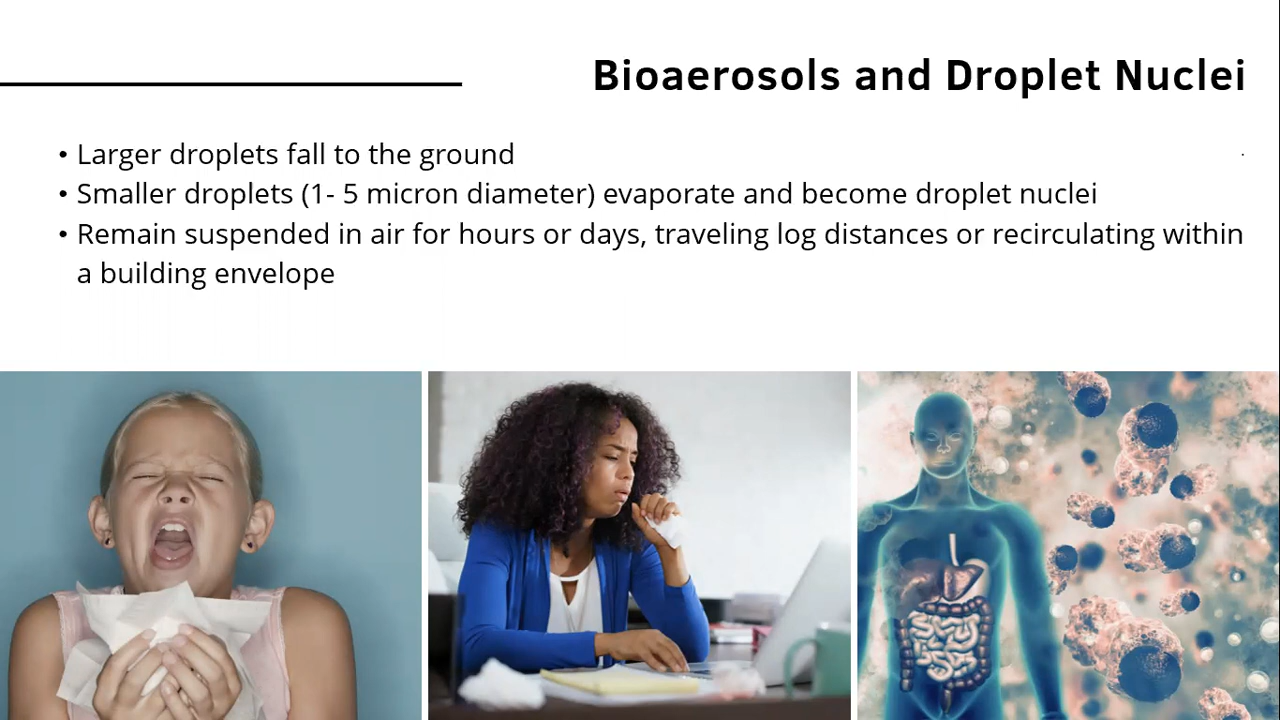 Bioaerosols and Droplet Nuclei
• Larger droplets fall to the ground
• Smaller droplets (1- 5 micron diameter) evaporate and become droplet nuclei
• Remain suspended in air for hours or days, traveling log distances or recirculating within
a building envelope